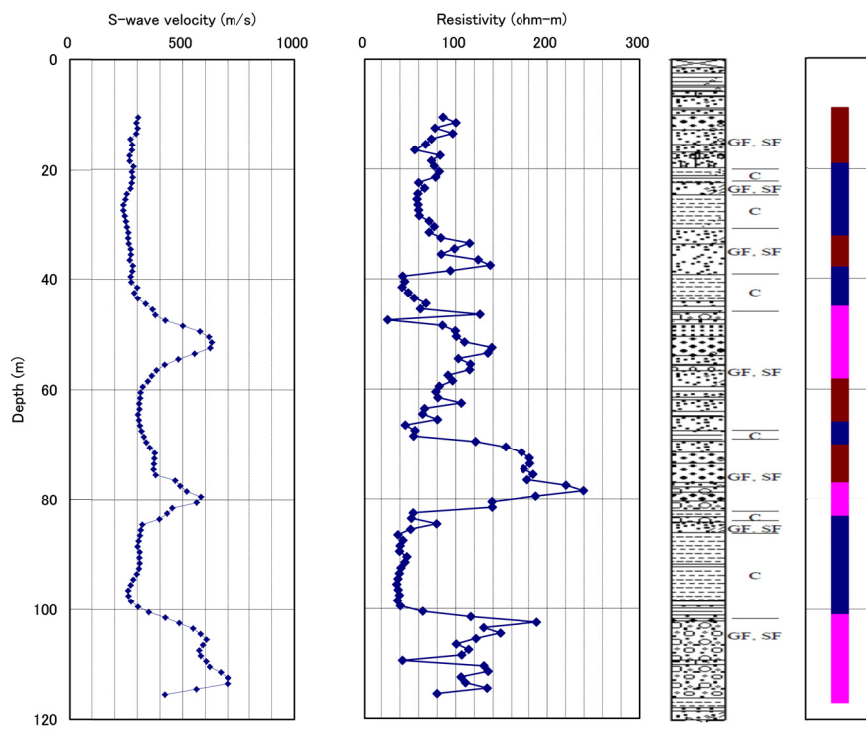 S-wave velocity (m/s)
0 500 1000
Resistivity (ohm-m)
0 100 200 300
Depth (m)
0
20
40
60
80
100
120
GF, SF
C
GF, SF
C
GF, SF
C
GF, SF
C
GF, SF
C
GF, SF
C
GF, SF